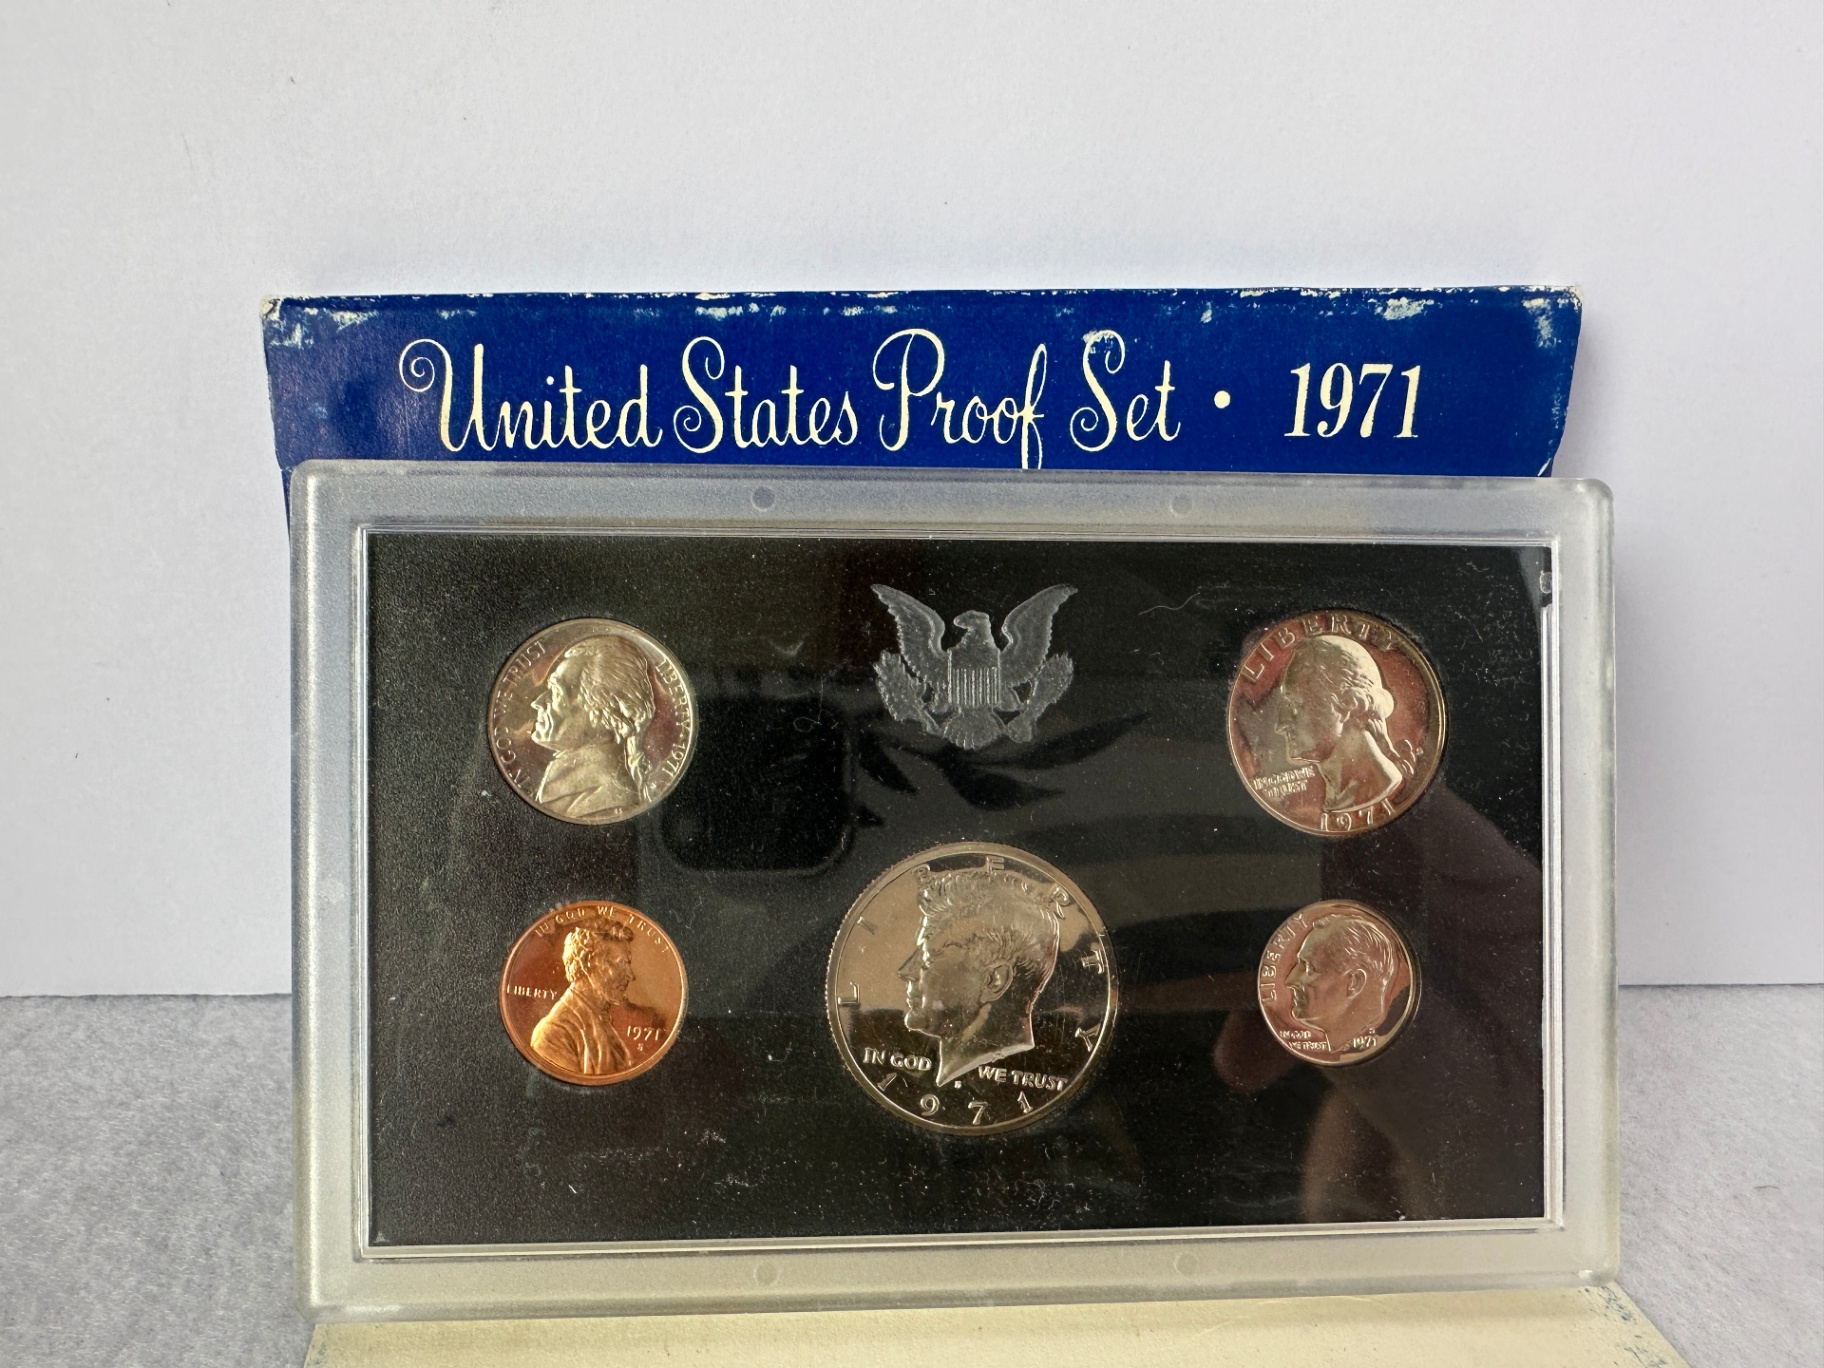 United States Proof Set · 1971
IN GOD WE TRUST
LIBERTY · 1971
LIBERTY
IN GOD WE
TRUST
1971
IN GOD WE TRUST
LIBERTY
1971
S
LIBERTY
IN GOD WE TRUST
1971
LIBERTY
IN GOD
WE TRUST
S
1971